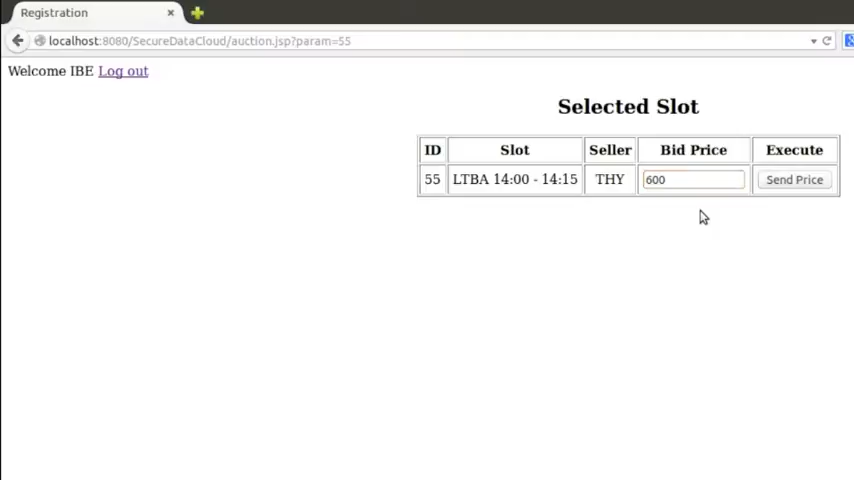 Registration
localhost:8080/SecureDataCloud/auction.jsp?param=55
Welcome IBE Log out
Selected Slot
ID Slot Seller Bid Price Execute
55 LTBA 14:00 - 14:15 THY 600 Send Price